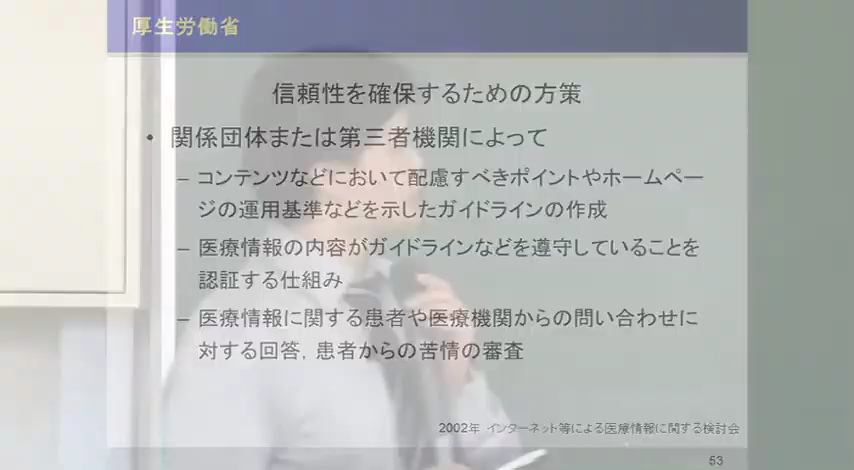 厚生労働省
信頼性を確保するための方策
• 関係団体または第三者機関によって
– コンテンツなどにおいて配慮すべきポイントやホームペー
ジの運用基準などを示したガイドラインの作成
– 医療情報の内容がガイドラインなどを遵守していることを
認証する仕組み
– 医療情報に関する患者や医療機関からの問い合わせに
対する回答，患者からの苦情の審査
2002年 インターネット等による医療情報に関する検討会
53